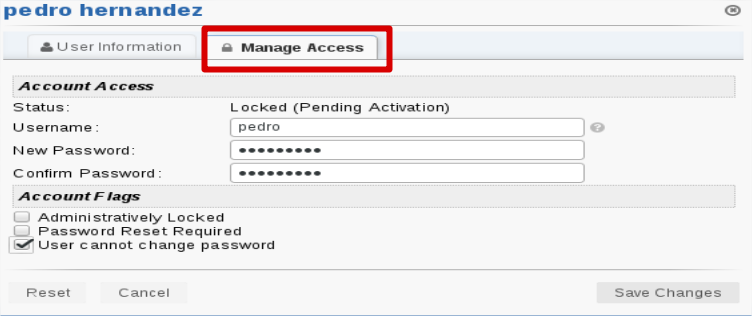 pedro hernandez
User Information
Manage Access
Account Access
Status: Locked (Pending Activation)
Username: pedro
New Password: •••••••••
Confirm Password: •••••••••
Account Flags
Administratively Locked
Password Reset Required
User cannot change password
Reset Cancel Save Changes